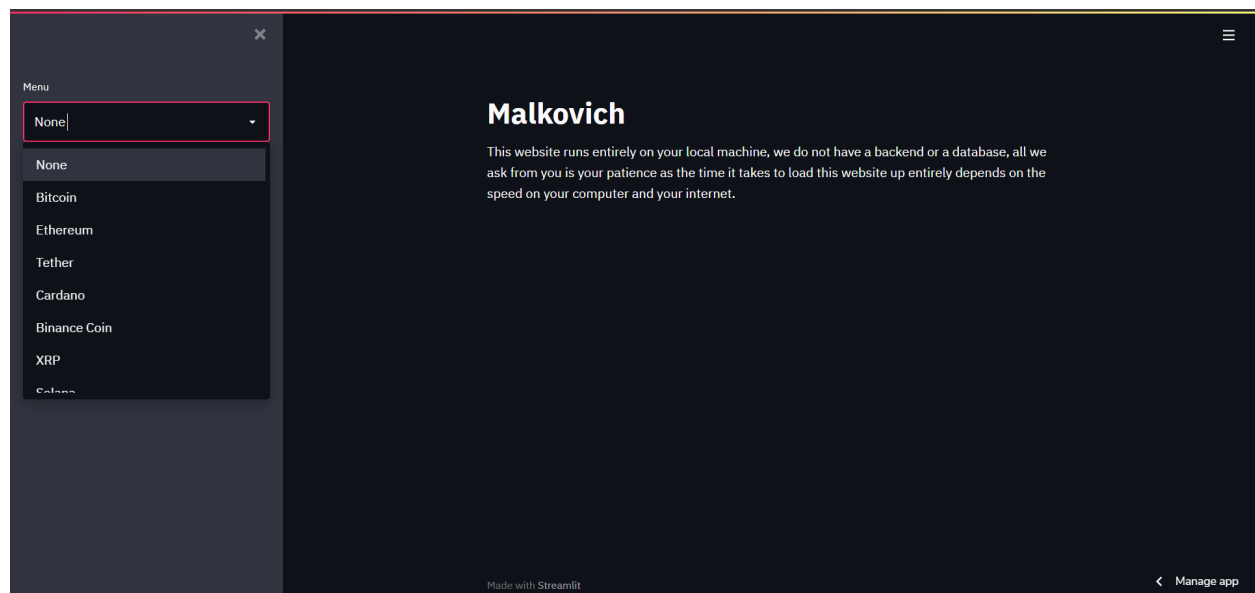 ×
Menu
None
None
Bitcoin
Ethereum
Tether
Cardano
Binance Coin
XRP
Solana
Malkovich
This website runs entirely on your local machine, we do not have a backend or a database, all we
ask from you is your patience as the time it takes to load this website up entirely depends on the
speed on your computer and your internet.
Made with Streamlit
Manage app